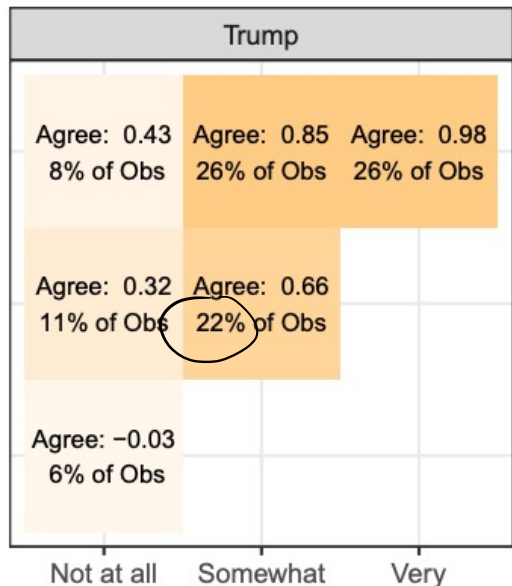 Trump
Agree: 0.43 Agree: 0.85 Agree: 0.98
8% of Obs 26% of Obs 26% of Obs
Agree: 0.32 Agree: 0.66
11% of Obs 22% of Obs
Agree: −0.03
6% of Obs
Not at all Somewhat Very